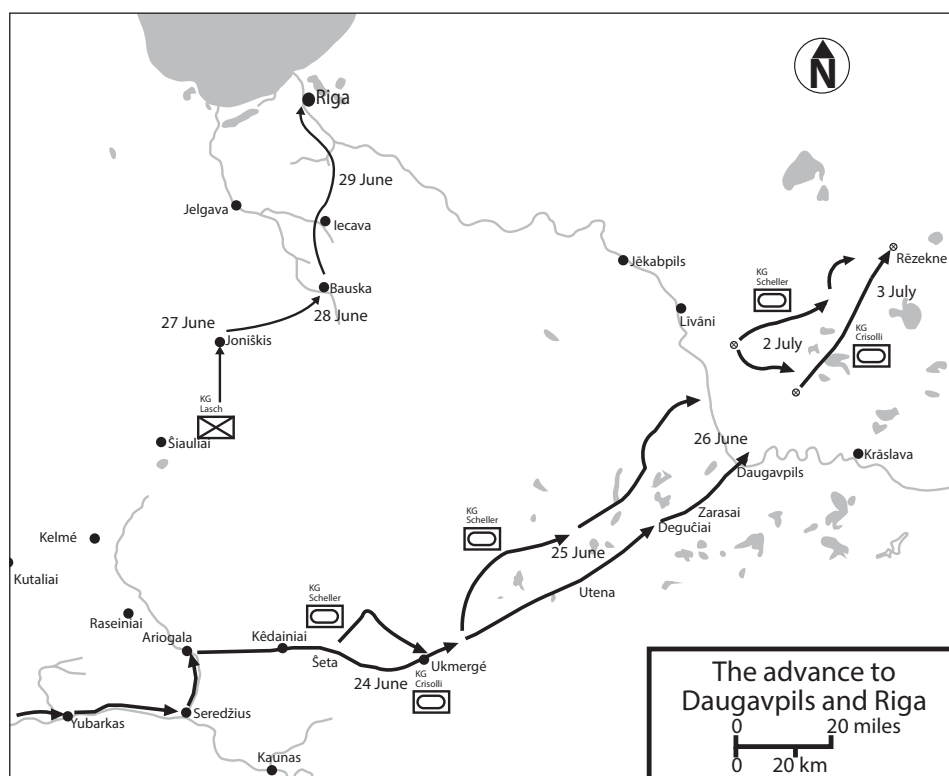 N
Riga
29 June
Jelgava
Iecava
Jēkabpils
Rēzekne
KG
Scheller
3 July
Bauska
27 June
28 June
Līvāni
KG
Crisolli
2 July
Joniškis
KG
Lasch
Ŝiauliai
26 June
Krāslava
Daugavpils
KG
Scheller
Zarasai
Degučiai
Kelmé
25 June
Kutaliai
Utena
KG
Scheller
Raseiniai
Ariogala
Kêdainiai
Ŝeta
Ukmergé
24 June
KG
Crisolli
Yubarkas
Seredžius
Kaunas
The advance to
Daugavpils and Riga
0 20 miles
0 20 km